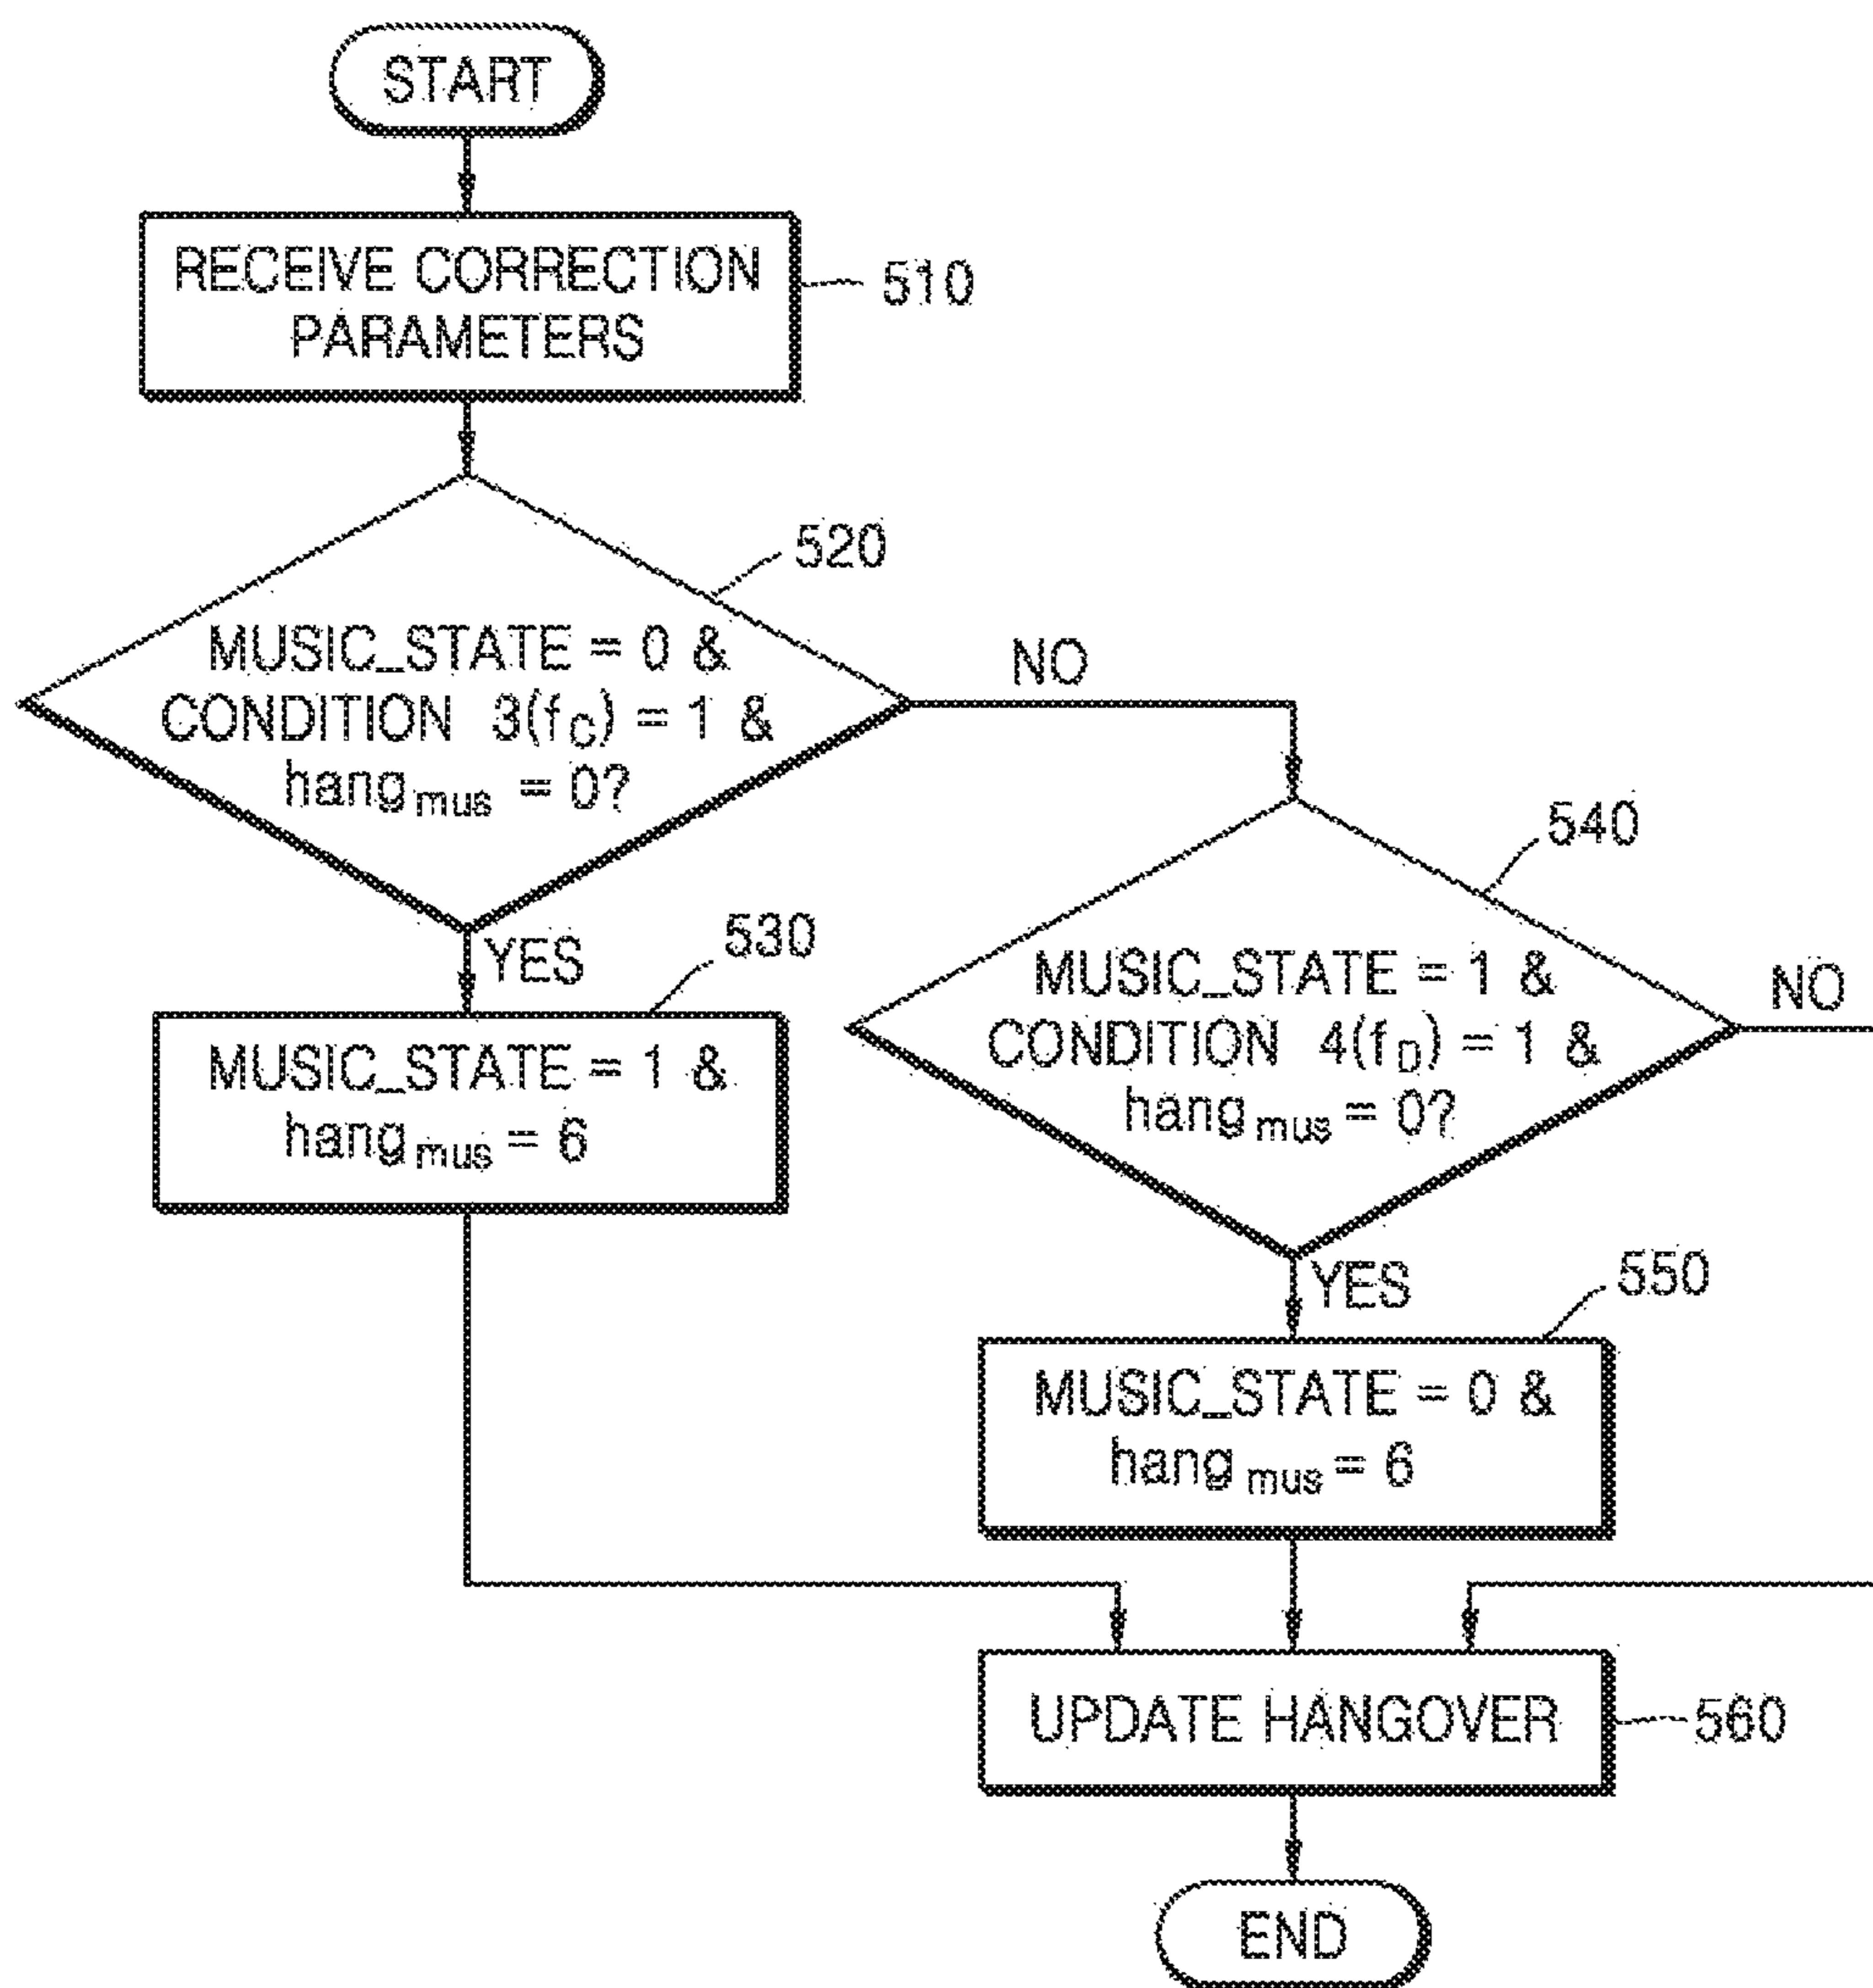 START
RECEIVE CORRECTION
PARAMETERS
510
520
MUSIC_STATE = 0 &
CONDITION 3(fC) = 1 &
hangmus = 0?
NO
YES
530
MUSIC_STATE = 1 &
hangmus = 6
540
MUSIC_STATE = 1 &
CONDITION 4(fD) = 1 &
hangmus = 0?
NO
YES
550
MUSIC_STATE = 0 &
hangmus = 6
UPDATE HANGOVER
560
END